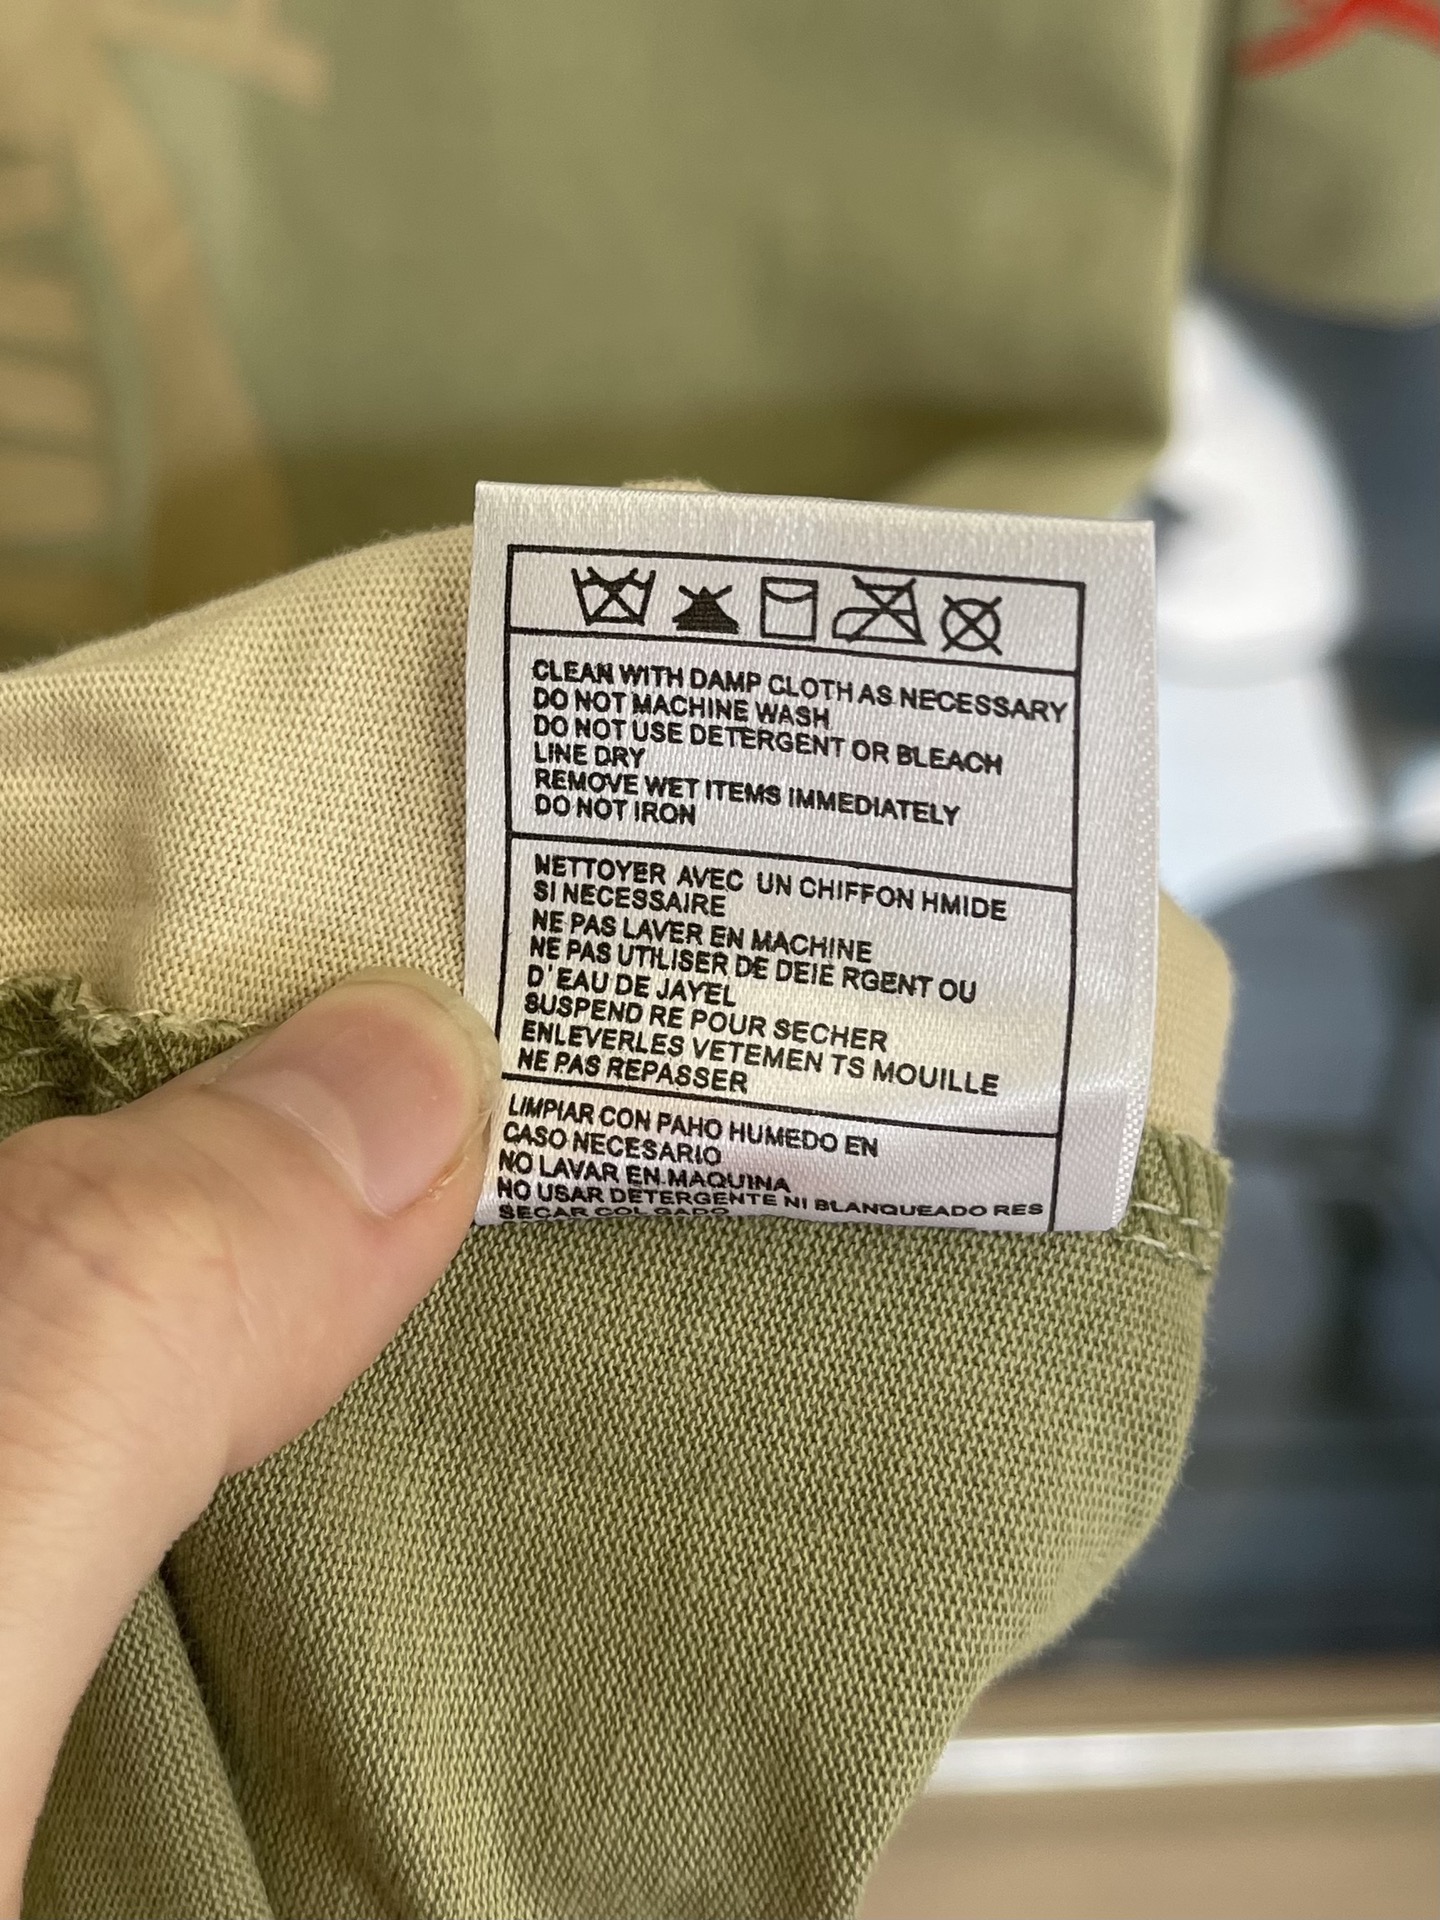 CLEAN WITH DAMP CLOTH AS NECESSARY
DO NOT MACHINE WASH
DO NOT USE DETERGENT OR BLEACH
LINE DRY
REMOVE WET ITEMS IMMEDIATELY
DO NOT IRON
NETTOYER AVEC UN CHIFFON HMIDE
SI NECESSAIRE
NE PAS LAVER EN MACHINE
NE PAS UTILISER DE DEIE RGENT OU
D'EAU DE JAYEL
SUSPEND RE POUR SECHER
ENLEVERLES VETEMEN TS MOUILLE
NE PAS REPASSER
LIMPIAR CON PAHO HUMEDO EN
CASO NECESARIO
NO LAVAR EN MAQUINA
NO USAR DETERGENTE NI BLANQUEADO RES
SECAR COL GADO